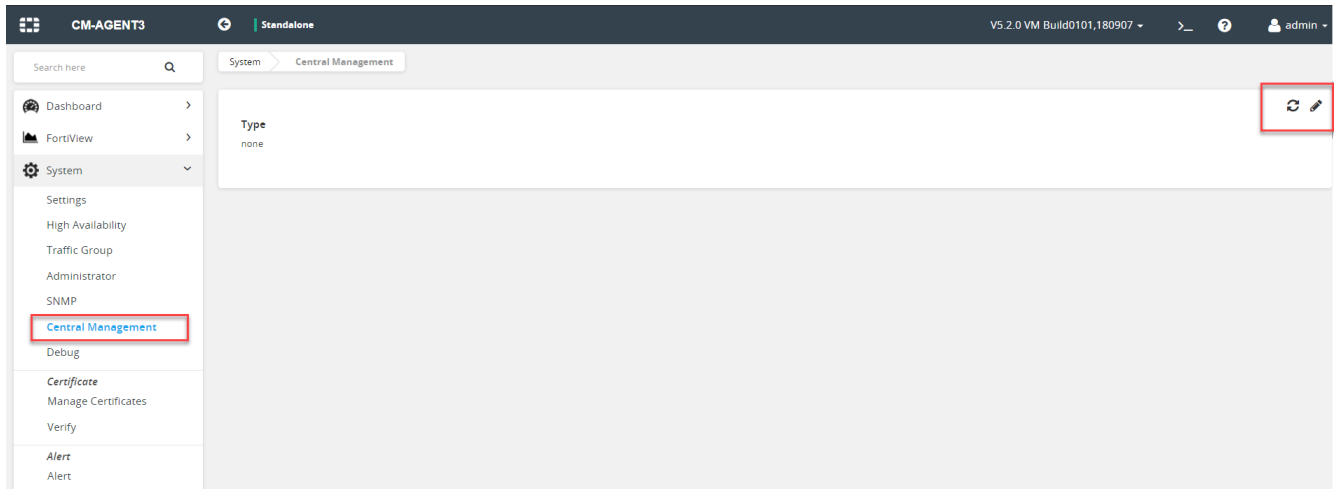 CM-AGENT3
Standalone
V5.2.0 VM Build0101,180907
>_
?
admin
Search here
System
Central Management
Dashboard
FortiView
System
Settings
High Availability
Traffic Group
Administrator
SNMP
Central Management
Debug
Certificate
Manage Certificates
Verify
Alert
Alert
Type
none